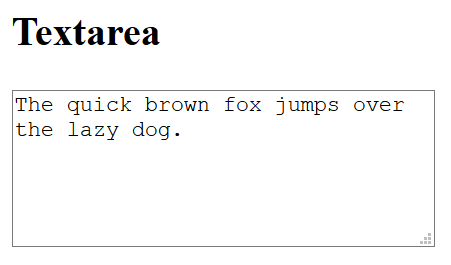 Textarea
The quick brown fox jumps over
the lazy dog.